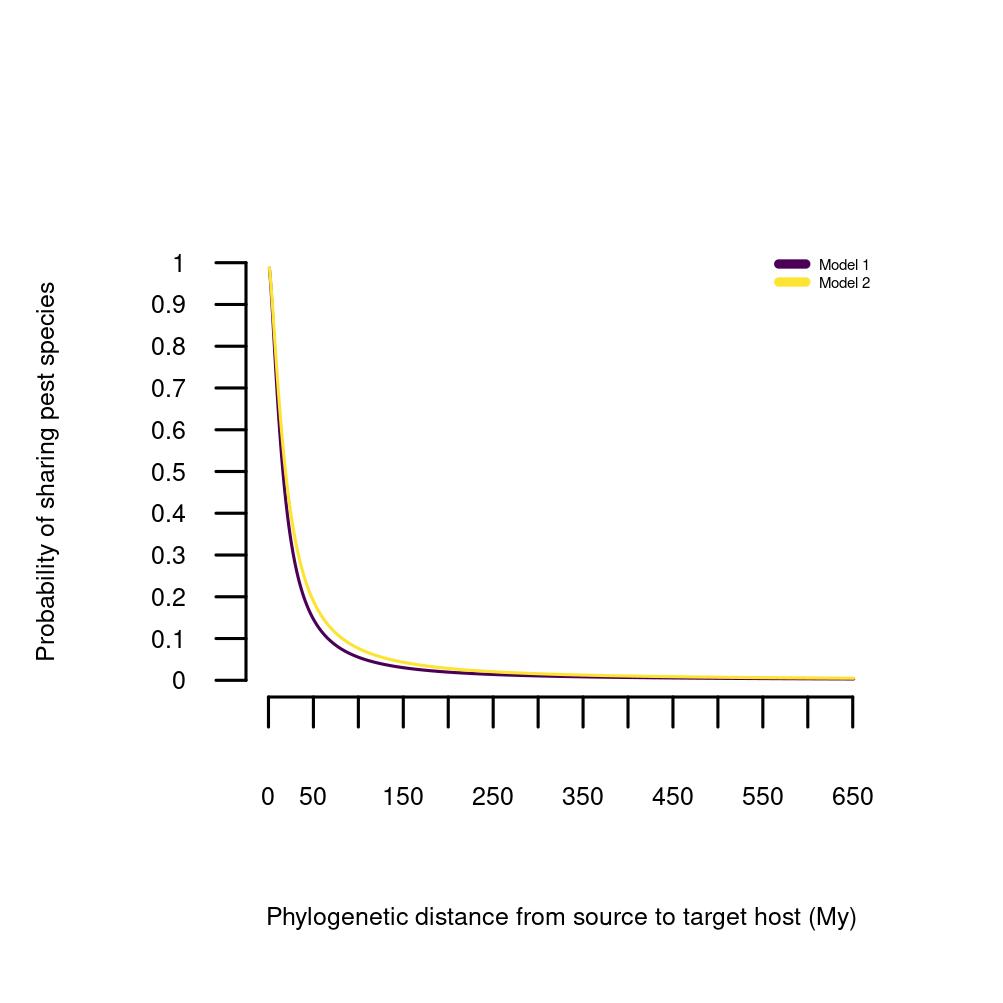 Model 1
Model 2
Probability of sharing pest species
1
0.9
0.8
0.7
0.6
0.5
0.4
0.3
0.2
0.1
0
0 50 150 250 350 450 550 650
Phylogenetic distance from source to target host (My)